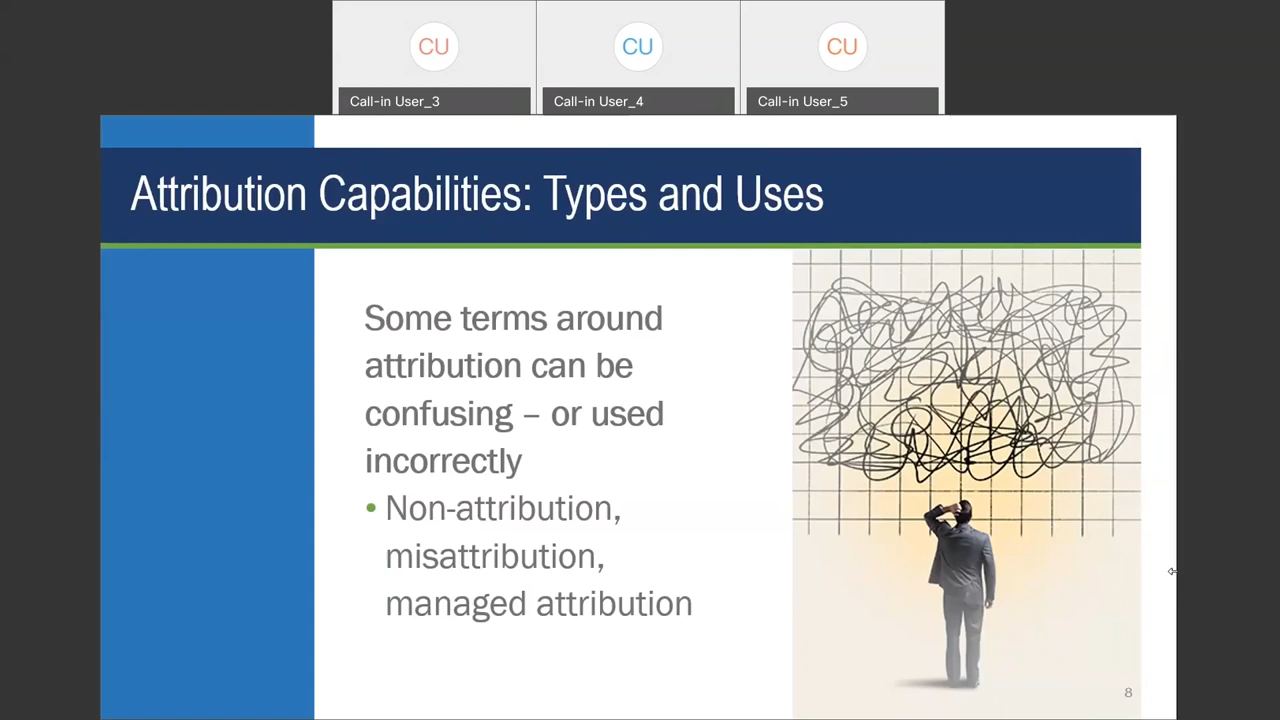 CU
CU
CU
Call-in User_3
Call-in User_4
Call-in User_5
Attribution Capabilities: Types and Uses
Some terms around
attribution can be
confusing – or used
incorrectly
• Non-attribution,
misattribution,
managed attribution
8